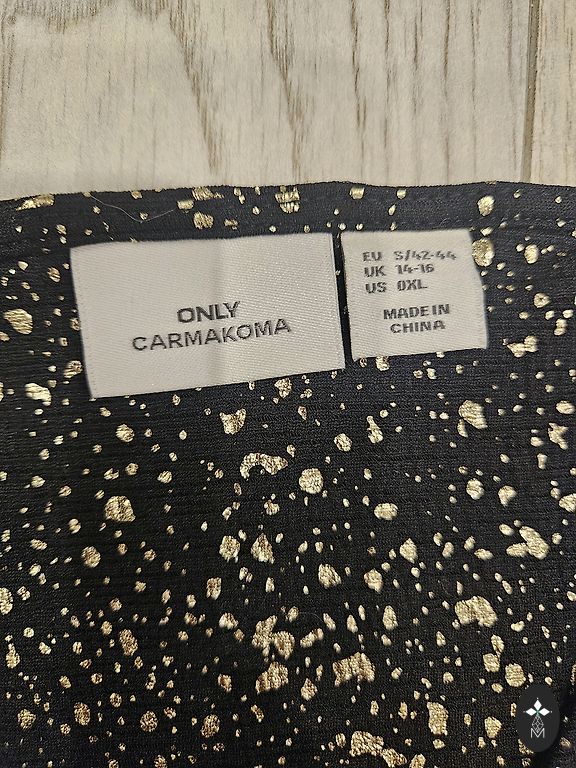 ONLY
CARMAKOMA
EU S/42-44
UK 14-16
US 0XL
MADE IN
CHINA
M